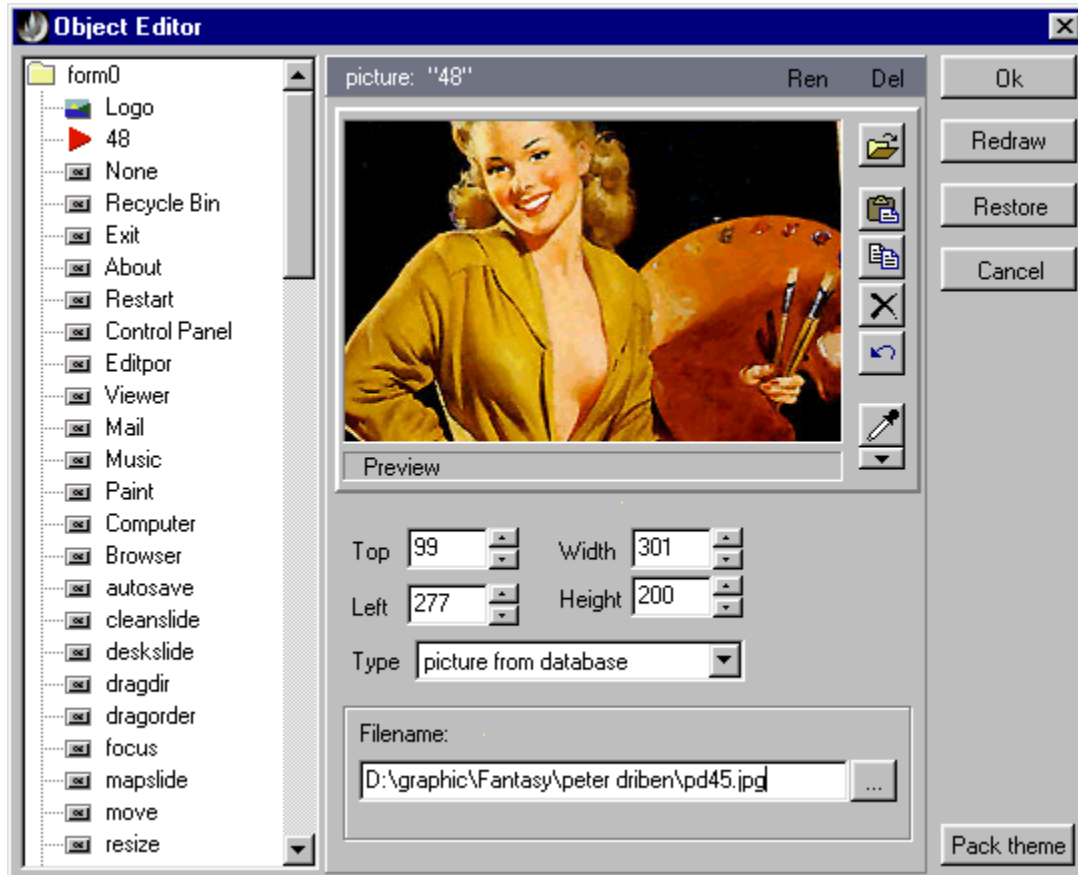 Object Editor
form0
Logo
48
None
Recycle Bin
Exit
About
Restart
Control Panel
Editpor
Viewer
Mail
Music
Paint
Computer
Browser
autosave
cleanslide
deskslide
dragdir
dragorder
focus
mapslide
move
resize
picture: "48" Ren Del
Preview
Top 99 Width 301
Left 277 Height 200
Type picture from database
Filename:
D:\graphic\Fantasy\peter driben\pd45.jpg ...
Ok
Redraw
Restore
Cancel
Pack theme